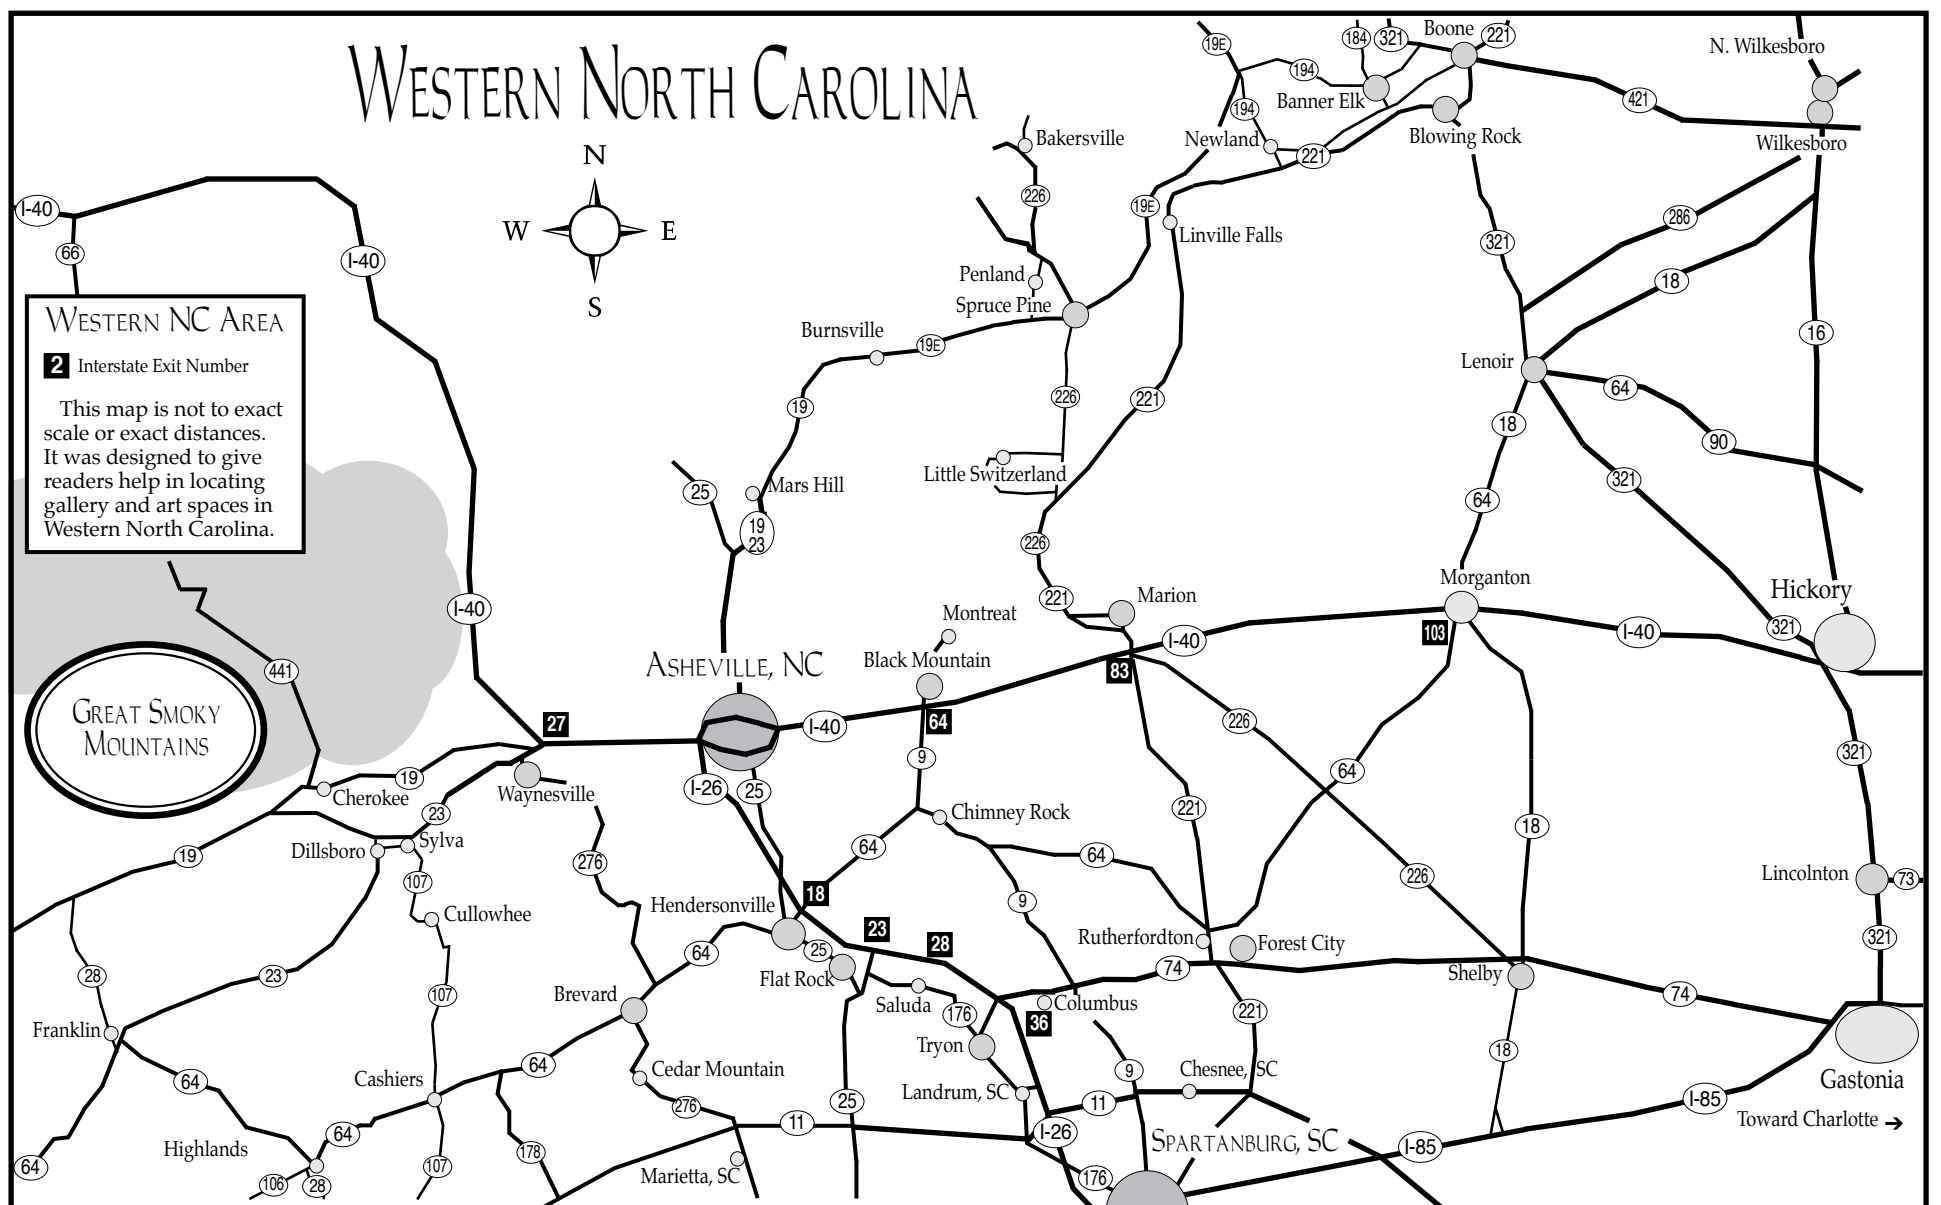 WESTERN NORTH CAROLINA
N
W
E
S
WESTERN NC AREA
2 Interstate Exit Number
This map is not to exact
scale or exact distances.
It was designed to give
readers help in locating
gallery and art spaces in
Western North Carolina.
GREAT SMOKY
MOUNTAINS
19E
184
321
Boone
221
N. Wilkesboro
194
Banner Elk
421
194
Newland
221
Blowing Rock
Wilkesboro
Bakersville
226
19E
I-40
66
I-40
Linville Falls
321
286
18
Penland
Spruce Pine
Burnsville
19E
16
Lenoir
64
19
226
221
18
90
Little Switzerland
321
64
Mars Hill
25
19
23
226
221
Marion
Morganton
Hickory
I-40
Montreat
Black Mountain
I-40
103
I-40
321
441
ASHEVILLE, NC
83
27
I-40
64
226
9
321
64
19
Cherokee
Waynesville
I-26
25
23
Chimney Rock
221
18
Dillsboro
Sylva
19
276
64
64
226
107
Lincolnton
73
18
Hendersonville
9
Cullowhee
23
28
Rutherfordton
Forest City
321
64
25
Flat Rock
74
Shelby
28
23
107
Brevard
Saluda
176
Columbus
36
221
74
Franklin
Tryon
18
64
Cedar Mountain
9
Chesnee, SC
Gastonia
64
Cashiers
Landrum, SC
276
25
11
I-85
11
Toward Charlotte →
64
I-26
SPARTANBURG, SC
I-85
Highlands
178
Marietta, SC
64
107
176
106
28